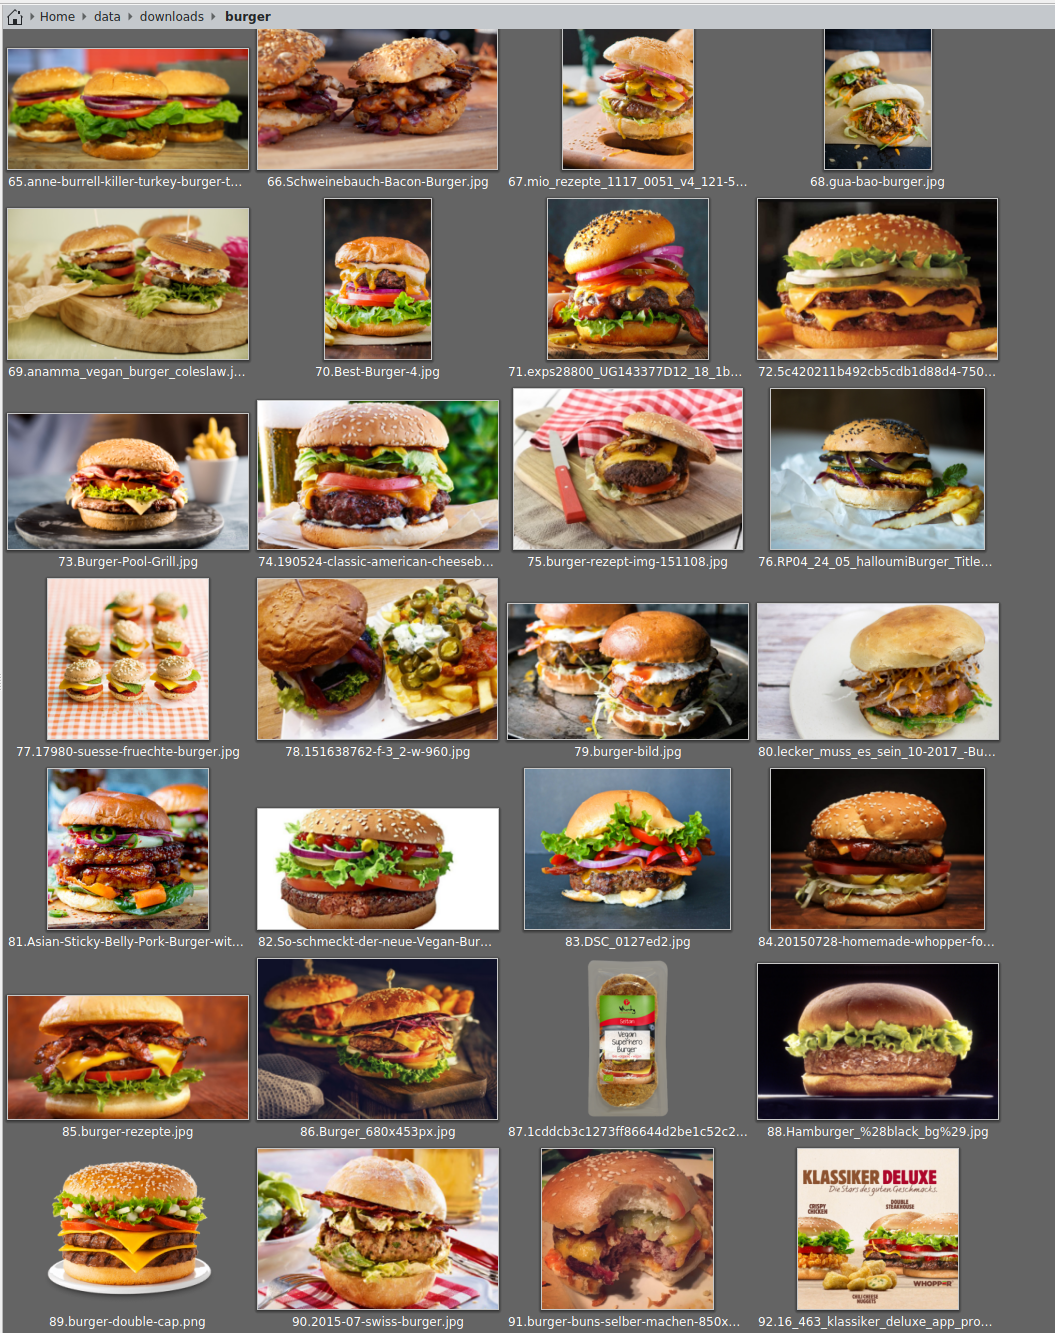 Home data downloads burger
65.anne-burrell-killer-turkey-burger-t...
66.Schweinebauch-Bacon-Burger.jpg
67.mio_rezepte_1117_0051_v4_121-5...
68.gua-bao-burger.jpg
69.anamma_vegan_burger_coleslaw.j...
70.Best-Burger-4.jpg
71.exps28800_UG143377D12_18_1b...
72.5c420211b492cb5cdb1d88d4-750...
73.Burger-Pool-Grill.jpg
74.190524-classic-american-cheeseb...
75.burger-rezept-img-151108.jpg
76.RP04_24_05_halloumiBurger_Title...
77.17980-suesse-fruechte-burger.jpg
78.151638762-f-3_2-w-960.jpg
79.burger-bild.jpg
80.lecker_muss_es_sein_10-2017_-Bu...
81.Asian-Sticky-Belly-Pork-Burger-wit...
82.So-schmeckt-der-neue-Vegan-Bur...
83.DSC_0127ed2.jpg
84.20150728-homemade-whopper-fo...
Vegan
Superhero
Burger
85.burger-rezepte.jpg
86.Burger_680x453px.jpg
87.1cddcb3c1273ff86644d2be1c52c2...
88.Hamburger_%28black_bg%29.jpg
KLASSIKER DELUXE
Die Stars des guten Geschmacks.
CRISPY
CHICKEN
DOUBLE
STEAKHOUSE
WHOPPER
CHILI CHEESE
NUGGETS
89.burger-double-cap.png
90.2015-07-swiss-burger.jpg
91.burger-buns-selber-machen-850x...
92.16_463_klassiker_deluxe_app_pro...